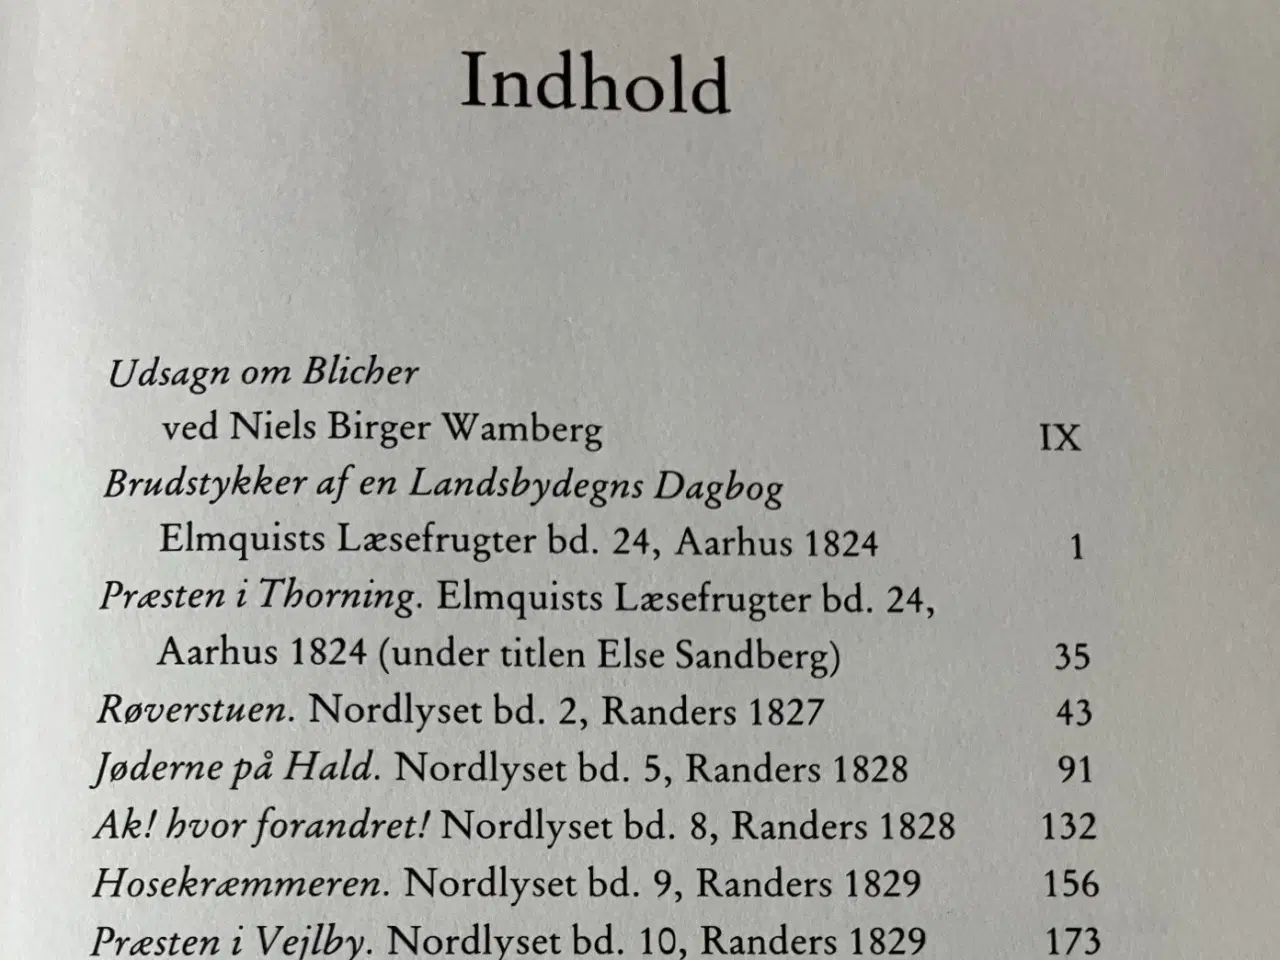 Indhold
Udsagn om Blicher
ved Niels Birger Wamberg IX
Brudstykker af en Landsbydegns Dagbog
Elmquists Læsefrugter bd. 24, Aarhus 1824 1
Præsten i Thorning. Elmquists Læsefrugter bd. 24,
Aarhus 1824 (under titlen Else Sandberg) 35
Røverstuen. Nordlyset bd. 2, Randers 1827 43
Jøderne på Hald. Nordlyset bd. 5, Randers 1828 91
Ak! hvor forandret! Nordlyset bd. 8, Randers 1828 132
Hosekræmmeren. Nordlyset bd. 9, Randers 1829 156
Præsten i Vejlby. Nordlyset bd. 10, Randers 1829 173